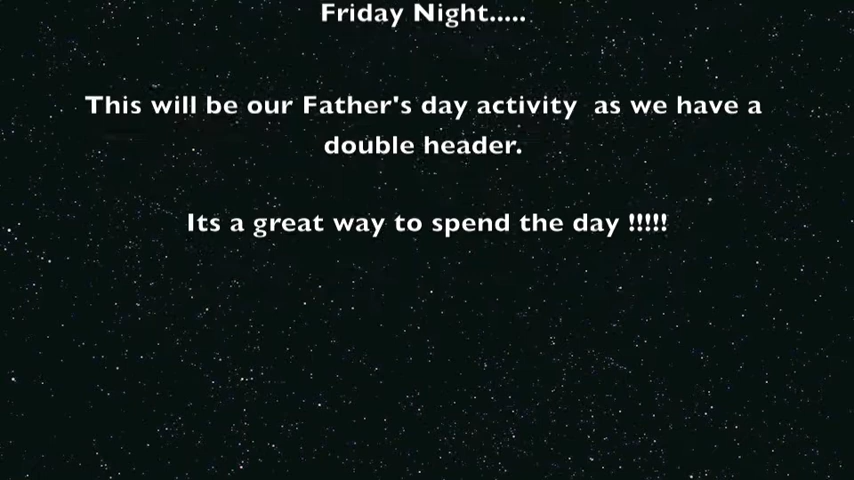 Friday Night.....
This will be our Father's day activity  as we have a
double header.
Its a great way to spend the day !!!!!